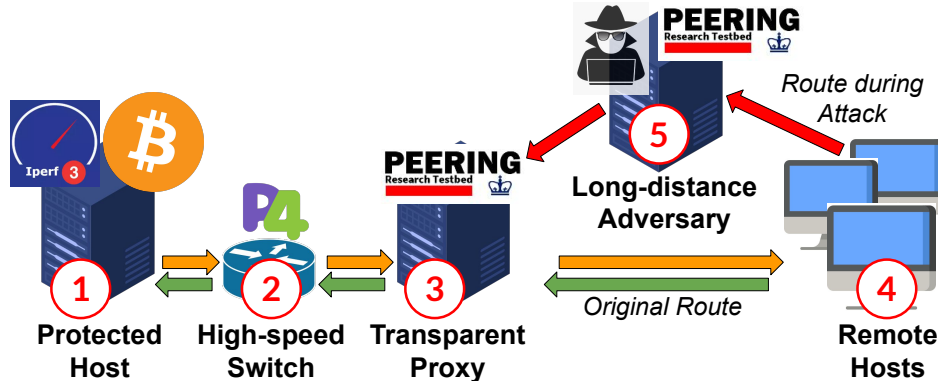 PEERING
Research Testbed
Route during
Attack
5
Iperf 3
PEERING
Research Testbed
Long-distance
Adversary
P4
1
2
3
4
Original Route
Protected
Host
High-speed
Switch
Transparent
Proxy
Remote
Hosts